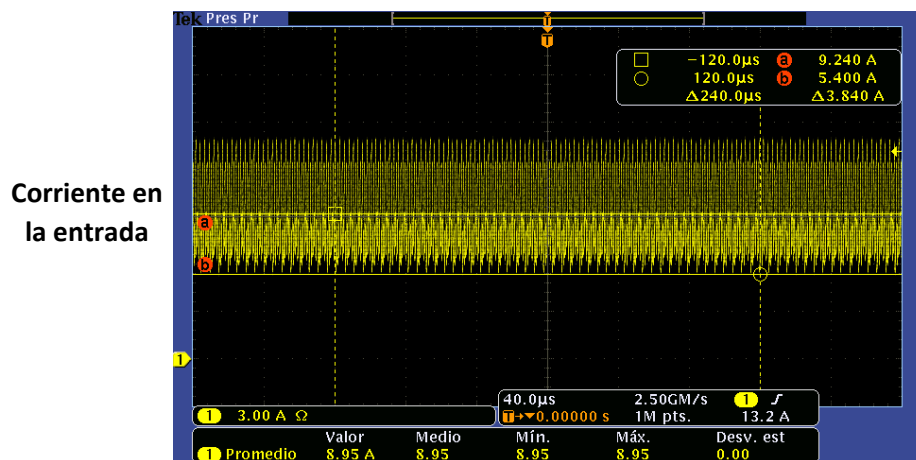 Tek Pres Pr
T
T
−120.0µs a 9.240 A
120.0µs b 5.400 A
Δ240.0µs Δ3.840 A
Corriente en
la entrada
a
b
1
1 3.00 A Ω
40.0µs 2.50GM/s 1 ʃ
T→▼0.00000 s 1M pts. 13.2 A
Valor Medio Mín. Máx. Desv. est
1 Promedio 8.95 A 8.95 8.95 8.95 0.00